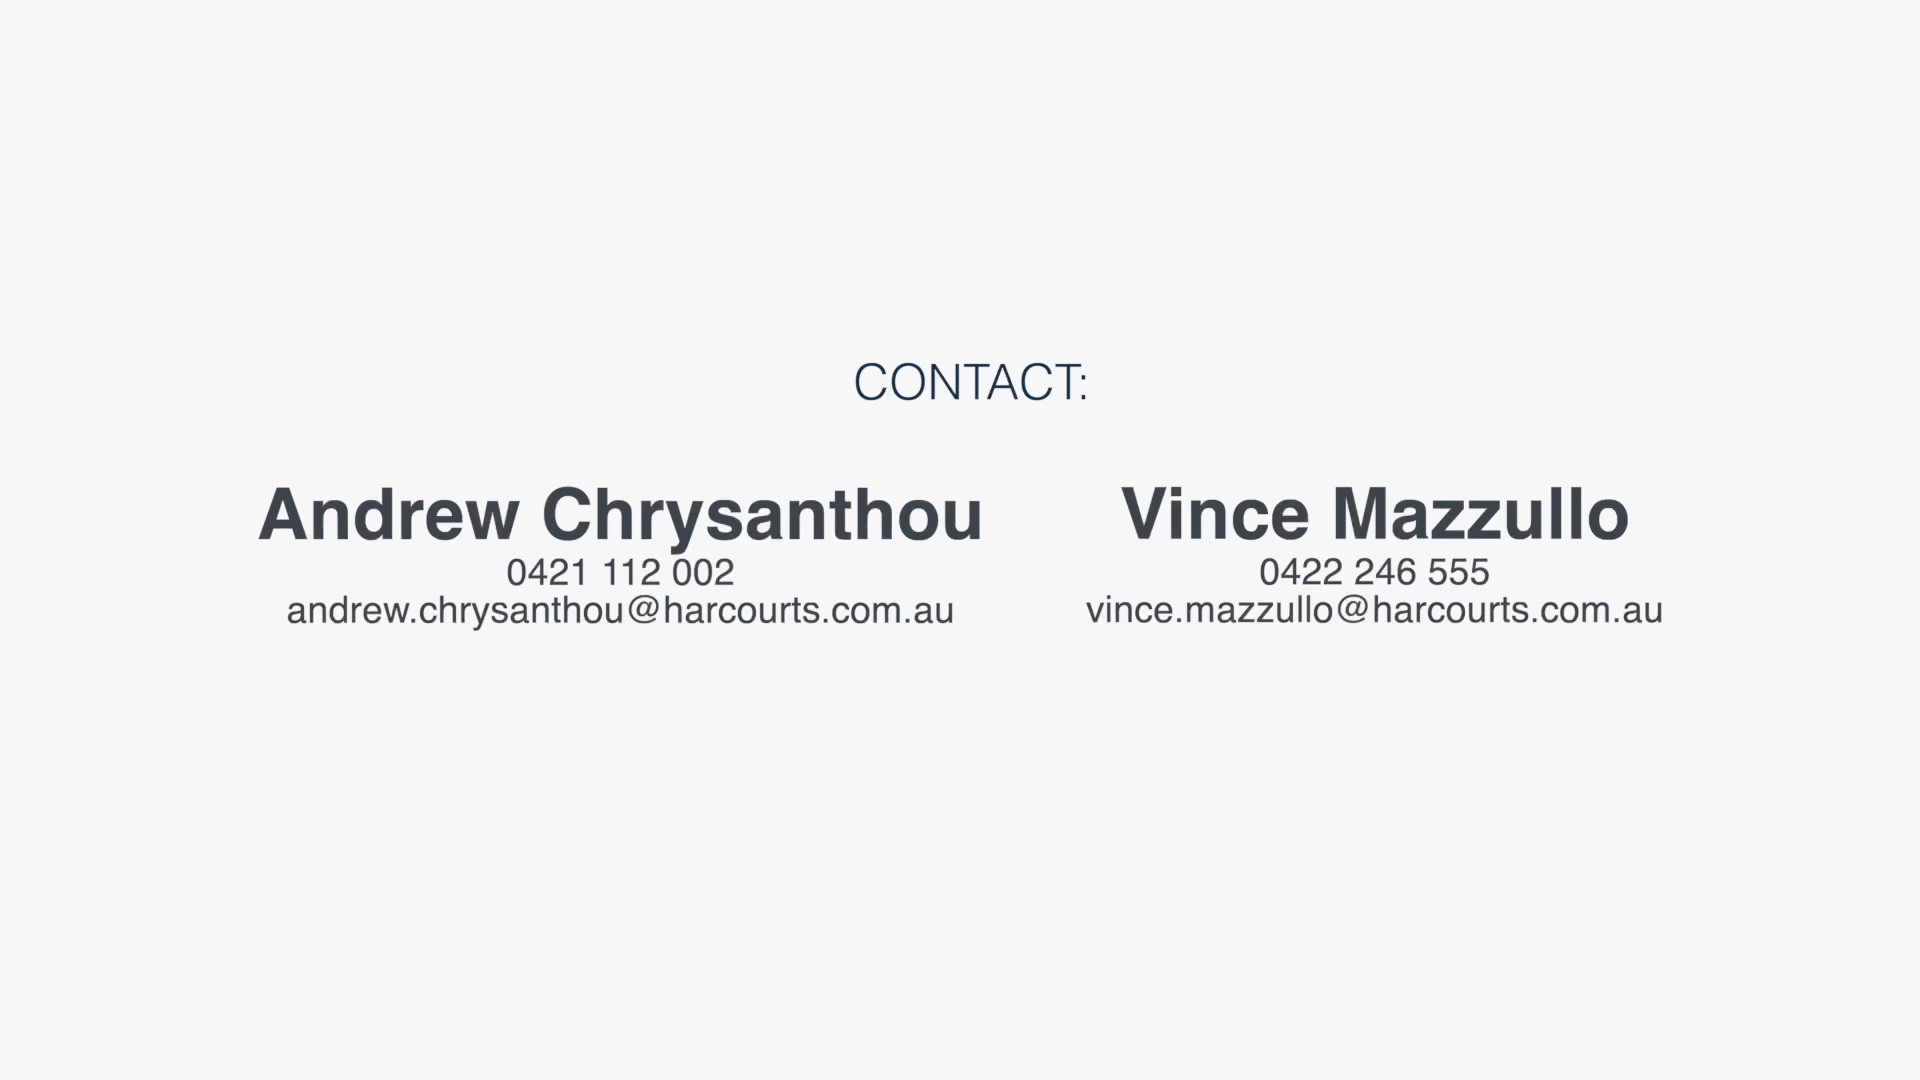 CONTACT:
Andrew Chrysanthou
0421 112 002
andrew.chrysanthou@harcourts.com.au
Vince Mazzullo
0422 246 555
vince.mazzullo@harcourts.com.au